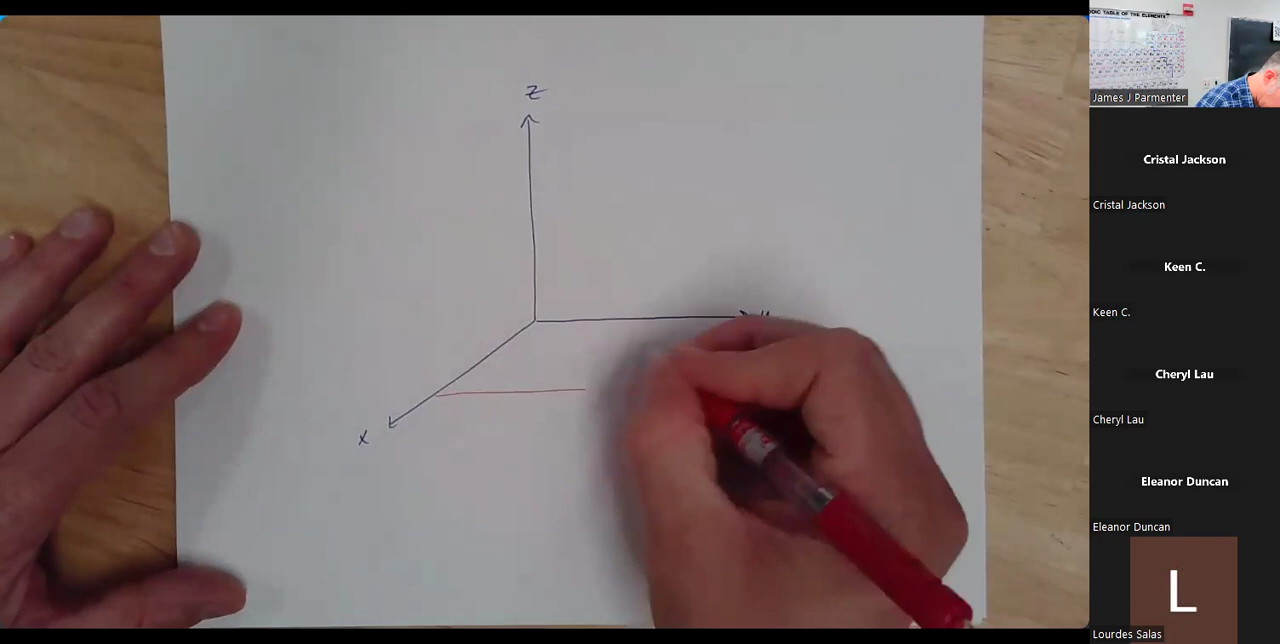 z
x
James J Parmenter
Cristal Jackson
Cristal Jackson
Keen C.
Keen C.
Cheryl Lau
Cheryl Lau
Eleanor Duncan
Eleanor Duncan
L
Lourdes Salas